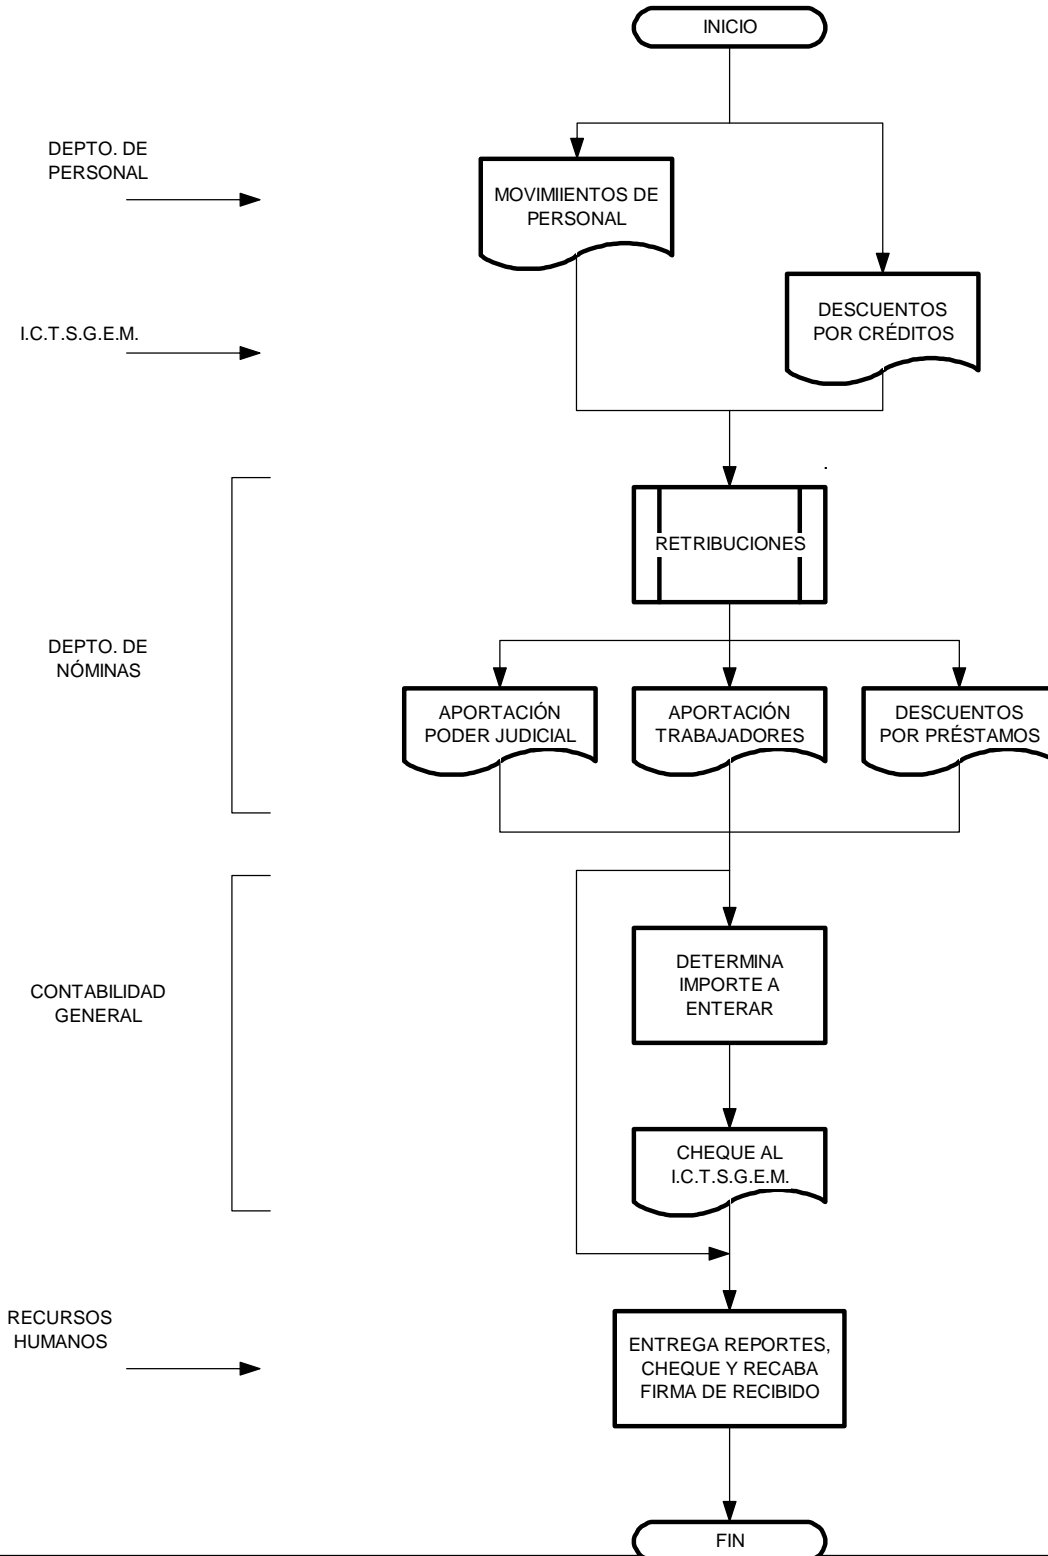 INICIO
DEPTO. DE
PERSONAL
MOVIMIIENTOS DE
PERSONAL
I.C.T.S.G.E.M.
DESCUENTOS
POR CRÉDITOS
RETRIBUCIONES
DEPTO. DE
NÓMINAS
APORTACIÓN
PODER JUDICIAL
APORTACIÓN
TRABAJADORES
DESCUENTOS
POR PRÉSTAMOS
CONTABILIDAD
GENERAL
DETERMINA
IMPORTE A
ENTERAR
CHEQUE AL
I.C.T.S.G.E.M.
RECURSOS
HUMANOS
ENTREGA REPORTES,
CHEQUE Y RECABA
FIRMA DE RECIBIDO
FIN